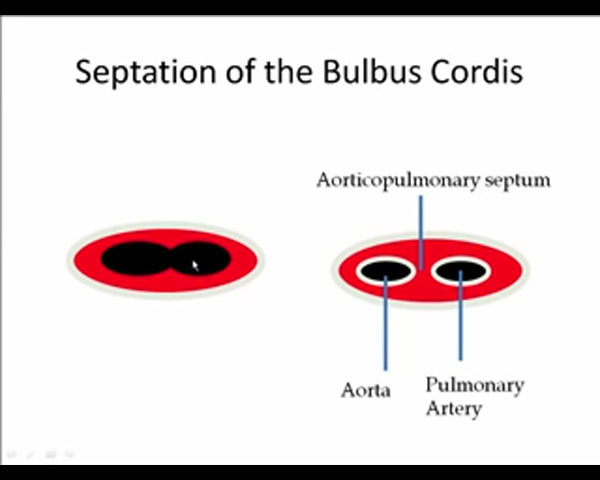 Septation of the Bulbus Cordis
Aorticopulmonary septum
Aorta
Pulmonary
Artery